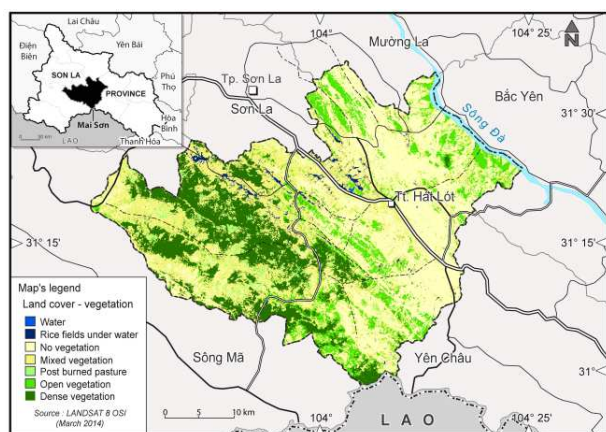 Lai Châu
Điện
Biên
Yên Bái
SON LA
PROVINCE
Phú
Thọ
Mai Sơn
Hòa
Bình
LAO
Thanh Hóa
104°
104° 25'
Mường La
N
Tp. Sơn La
Sơn La
Bắc Yên
Sông Đà
31° 30'
Tt. Hát Lót
31° 15'
31° 15'
Map's legend
Land cover - vegetation
Water
Rice fields under water
No vegetation
Mixed vegetation
Post burned pasture
Open vegetation
Dense vegetation
Source : LANDSAT 8 OSI
(March 2014)
Sông Mã
Yên Châu
0 5 10 km
104°
LAO
104° 25'